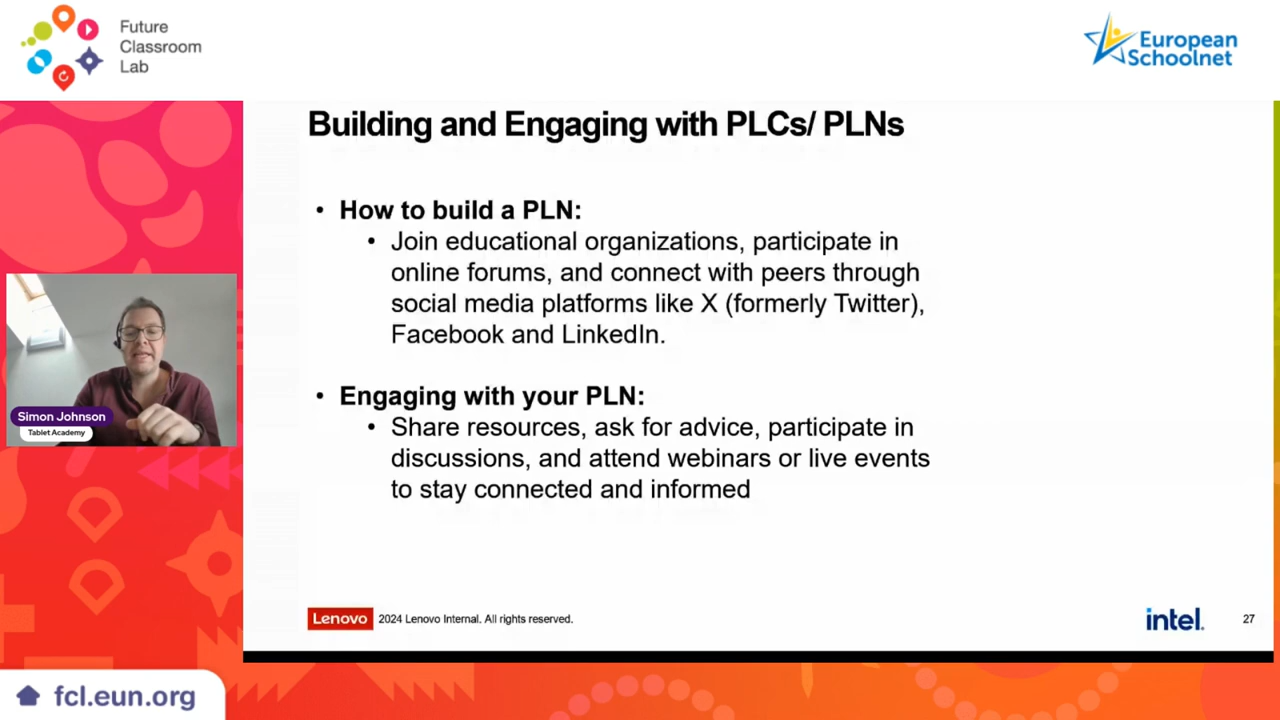 Future
Classroom
Lab
European
Schoolnet
Building and Engaging with PLCs/ PLNs
• How to build a PLN:
• Join educational organizations, participate in
online forums, and connect with peers through
social media platforms like X (formerly Twitter),
Facebook and LinkedIn.
• Engaging with your PLN:
• Share resources, ask for advice, participate in
discussions, and attend webinars or live events
to stay connected and informed
Simon Johnson
Tablet Academy
Lenovo 2024 Lenovo Internal. All rights reserved.
intel. 27
fcl.eun.org